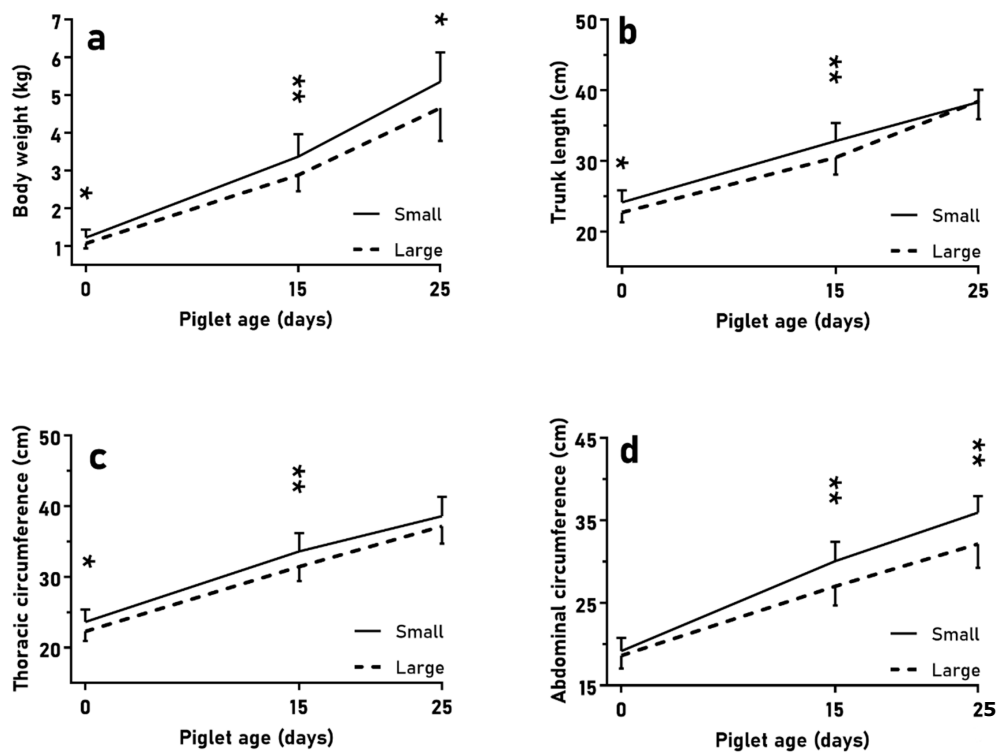 a
Body weight (kg)
7
6
5
4
3
2
1
*
* *
*
Small
Large
0 15 25
Piglet age (days)
b
Trunk length (cm)
50
40
30
20
*
* *
Small
Large
0 15 25
Piglet age (days)
c
Thoracic circumference (cm)
50
40
30
20
*
* *
Small
Large
0 15 25
Piglet age (days)
d
Abdominal circumference (cm)
45
35
25
15
* *
* *
Small
Large
0 15 25
Piglet age (days)